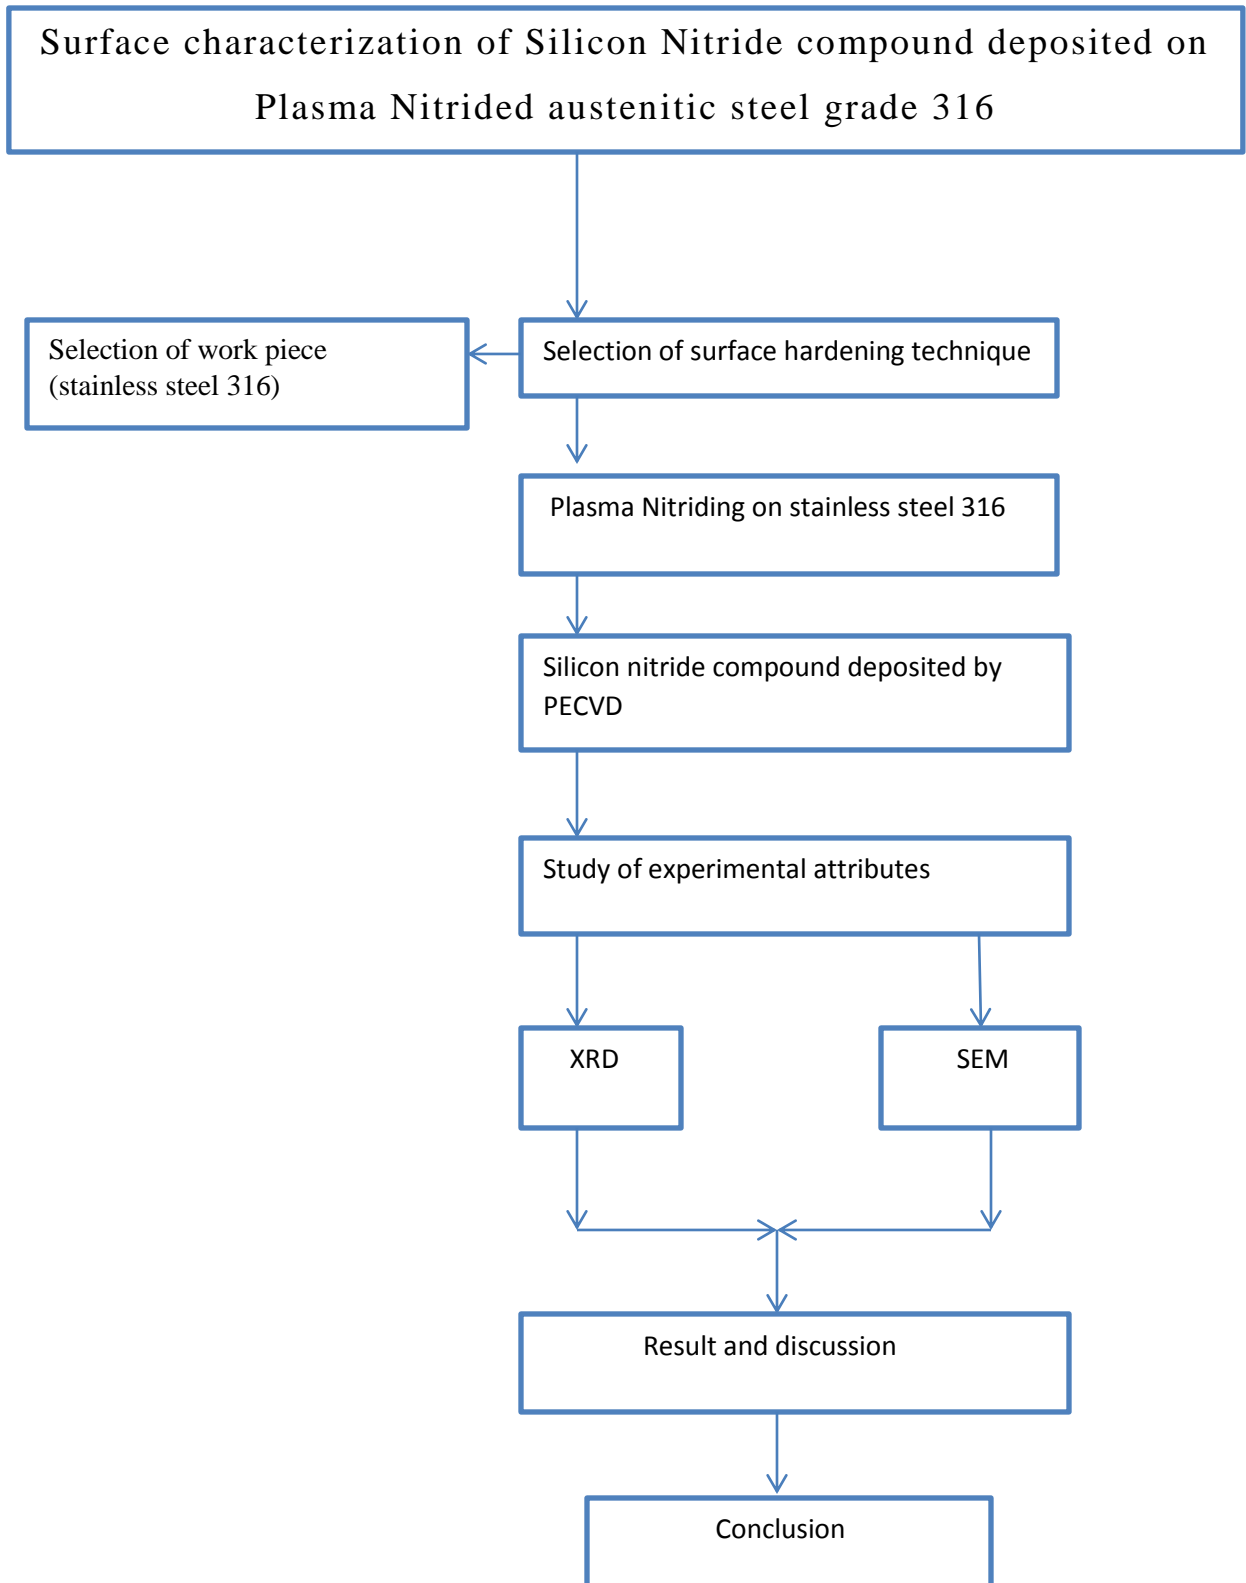 Surface characterization of Silicon Nitride compound deposited on
Plasma Nitrided austenitic steel grade 316
Selection of work piece
(stainless steel 316)
Selection of surface hardening technique
Plasma Nitriding on stainless steel 316
Silicon nitride compound deposited by
PECVD
Study of experimental attributes
XRD
SEM
Result and discussion
Conclusion